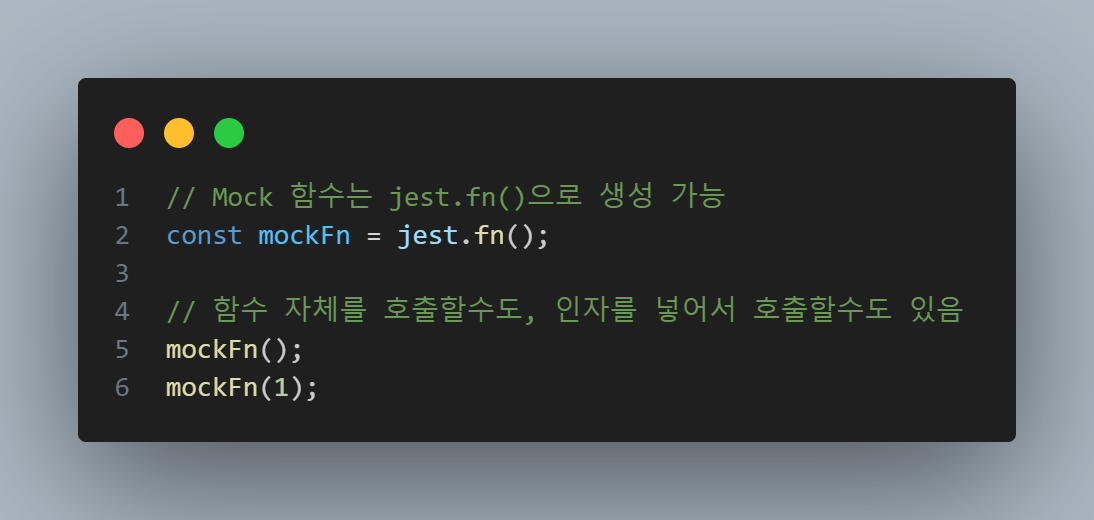 1 // Mock 함수는 jest.fn()으로 생성 가능
2 const mockFn = jest.fn();
3
4 // 함수 자체를 호출할수도, 인자를 넣어서 호출할수도 있음
5 mockFn();
6 mockFn(1);